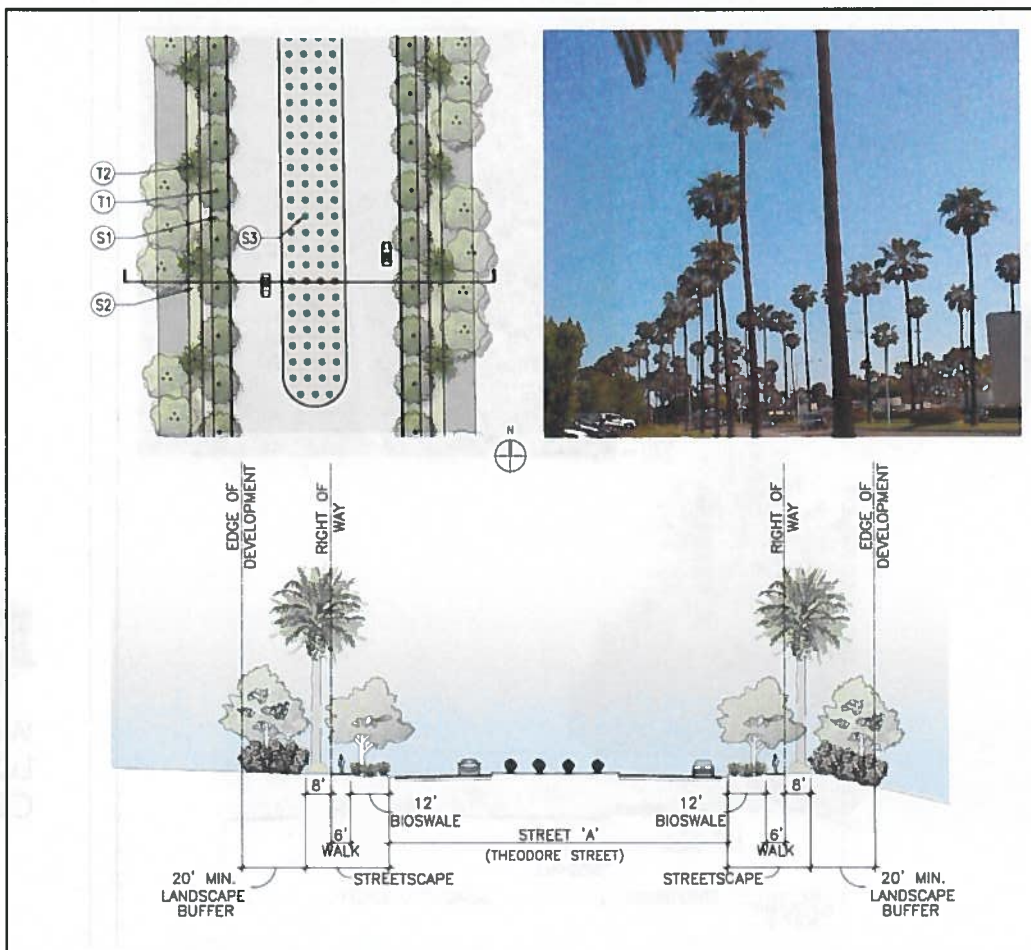 T2
T1
S1
S3
S2
N
EDGE OF
DEVELOPMENT
RIGHT OF
WAY
RIGHT OF
WAY
EDGE OF
DEVELOPMENT
8'
8'
12'
BIOSWALE
12'
BIOSWALE
6'
WALK
STREET 'A'
(THEODORE STREET)
6'
WALK
20' MIN.
LANDSCAPE
BUFFER
STREETSCAPE
STREETSCAPE
20' MIN.
LANDSCAPE
BUFFER